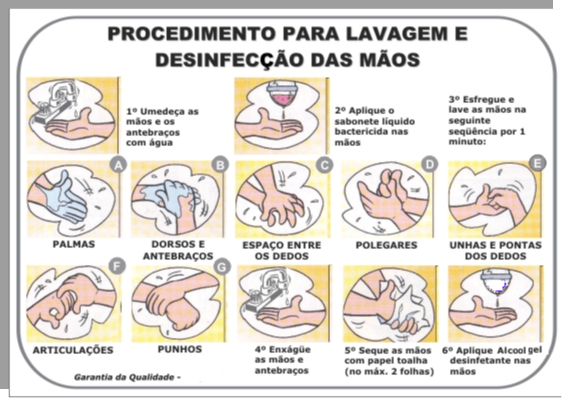 PROCEDIMENTO PARA LAVAGEM E
DESINFECÇÃO DAS MÃOS
1º Umedeça as
mãos e os
antebraços
com água
2º Aplique o
sabonete líquido
bactericida nas
mãos
3º Esfregue e
lave as mãos na
seguinte
seqüência por 1
minuto:
A
PALMAS
B
DORSOS E
ANTEBRAÇOS
C
ESPAÇO ENTRE
OS DEDOS
D
POLEGARES
E
UNHAS E PONTAS
DOS DEDOS
F
ARTICULAÇÕES
G
PUNHOS
4º Enxágüe
as mãos e
antebraços
5º Seque as mãos
com papel toalha
(no máx. 2 folhas)
6º Aplique Alcool gel
desinfetante nas
mãos
Garantia da Qualidade -